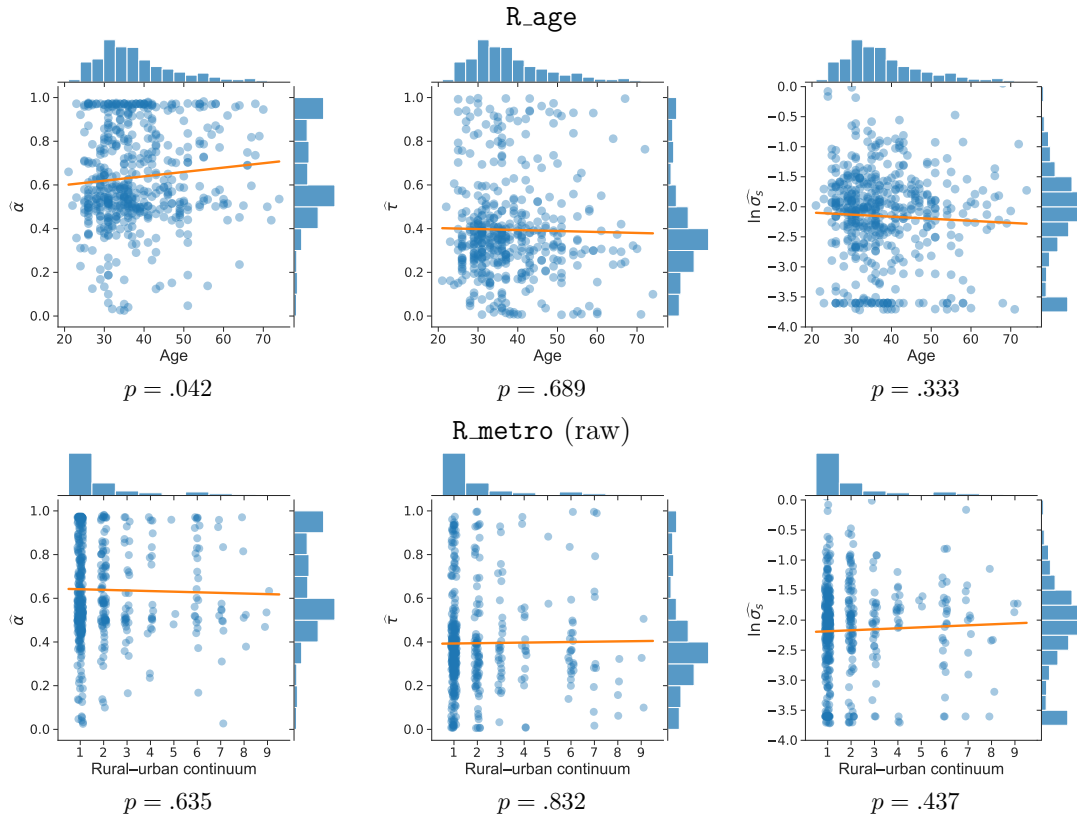 R_age
1.0
0.8
0.6
0.4
0.2
0.0
α̂
20 30 40 50 60 70
Age
p = .042
1.0
0.8
0.6
0.4
0.2
0.0
τ̂
20 30 40 50 60 70
Age
p = .689
0.0
−0.5
−1.0
−1.5
−2.0
−2.5
−3.0
−3.5
−4.0
ln σ̂ₛ
20 30 40 50 60 70
Age
p = .333
R_metro (raw)
1.0
0.8
0.6
0.4
0.2
0.0
α̂
1 2 3 4 5 6 7 8 9
Rural–urban continuum
p = .635
1.0
0.8
0.6
0.4
0.2
0.0
τ̂
1 2 3 4 5 6 7 8 9
Rural–urban continuum
p = .832
0.0
−0.5
−1.0
−1.5
−2.0
−2.5
−3.0
−3.5
−4.0
ln σ̂ₛ
1 2 3 4 5 6 7 8 9
Rural–urban continuum
p = .437